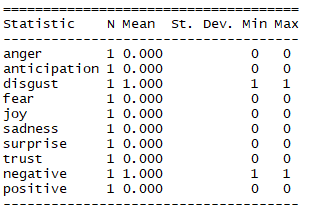 =====================================
Statistic    N Mean  St. Dev. Min Max
-------------------------------------
anger        1 0.000           0   0
anticipation 1 0.000           0   0
disgust      1 1.000           1   1
fear         1 0.000           0   0
joy          1 0.000           0   0
sadness      1 0.000           0   0
surprise     1 0.000           0   0
trust        1 0.000           0   0
negative     1 1.000           1   1
positive     1 0.000           0   0
-------------------------------------